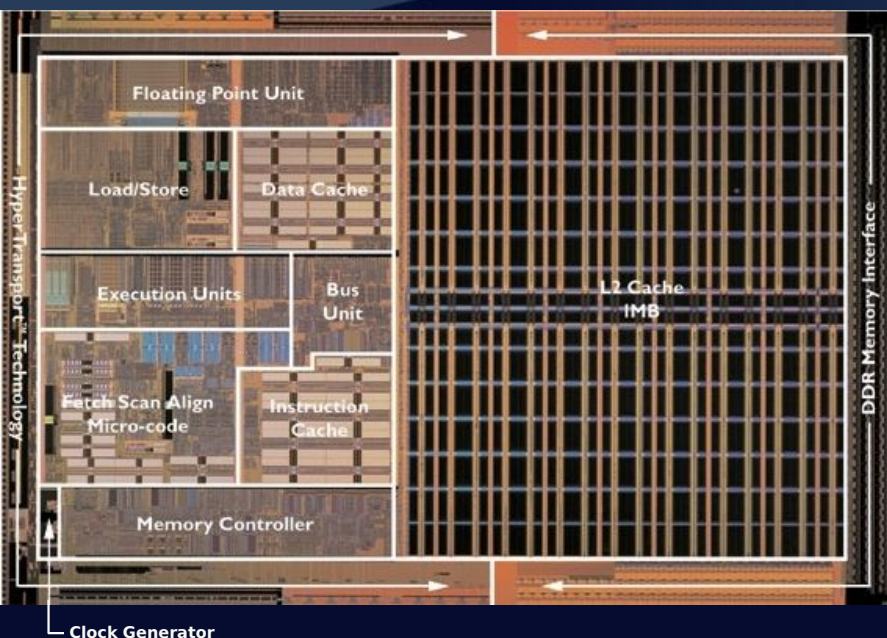 Floating Point Unit
Load/Store
Data Cache
HyperTransport™ Technology
Execution Units
Bus
Unit
L2 Cache
IMB
DDR Memory Interface
Fetch Scan Align
Micro-code
Instruction
Cache
Memory Controller
Clock Generator